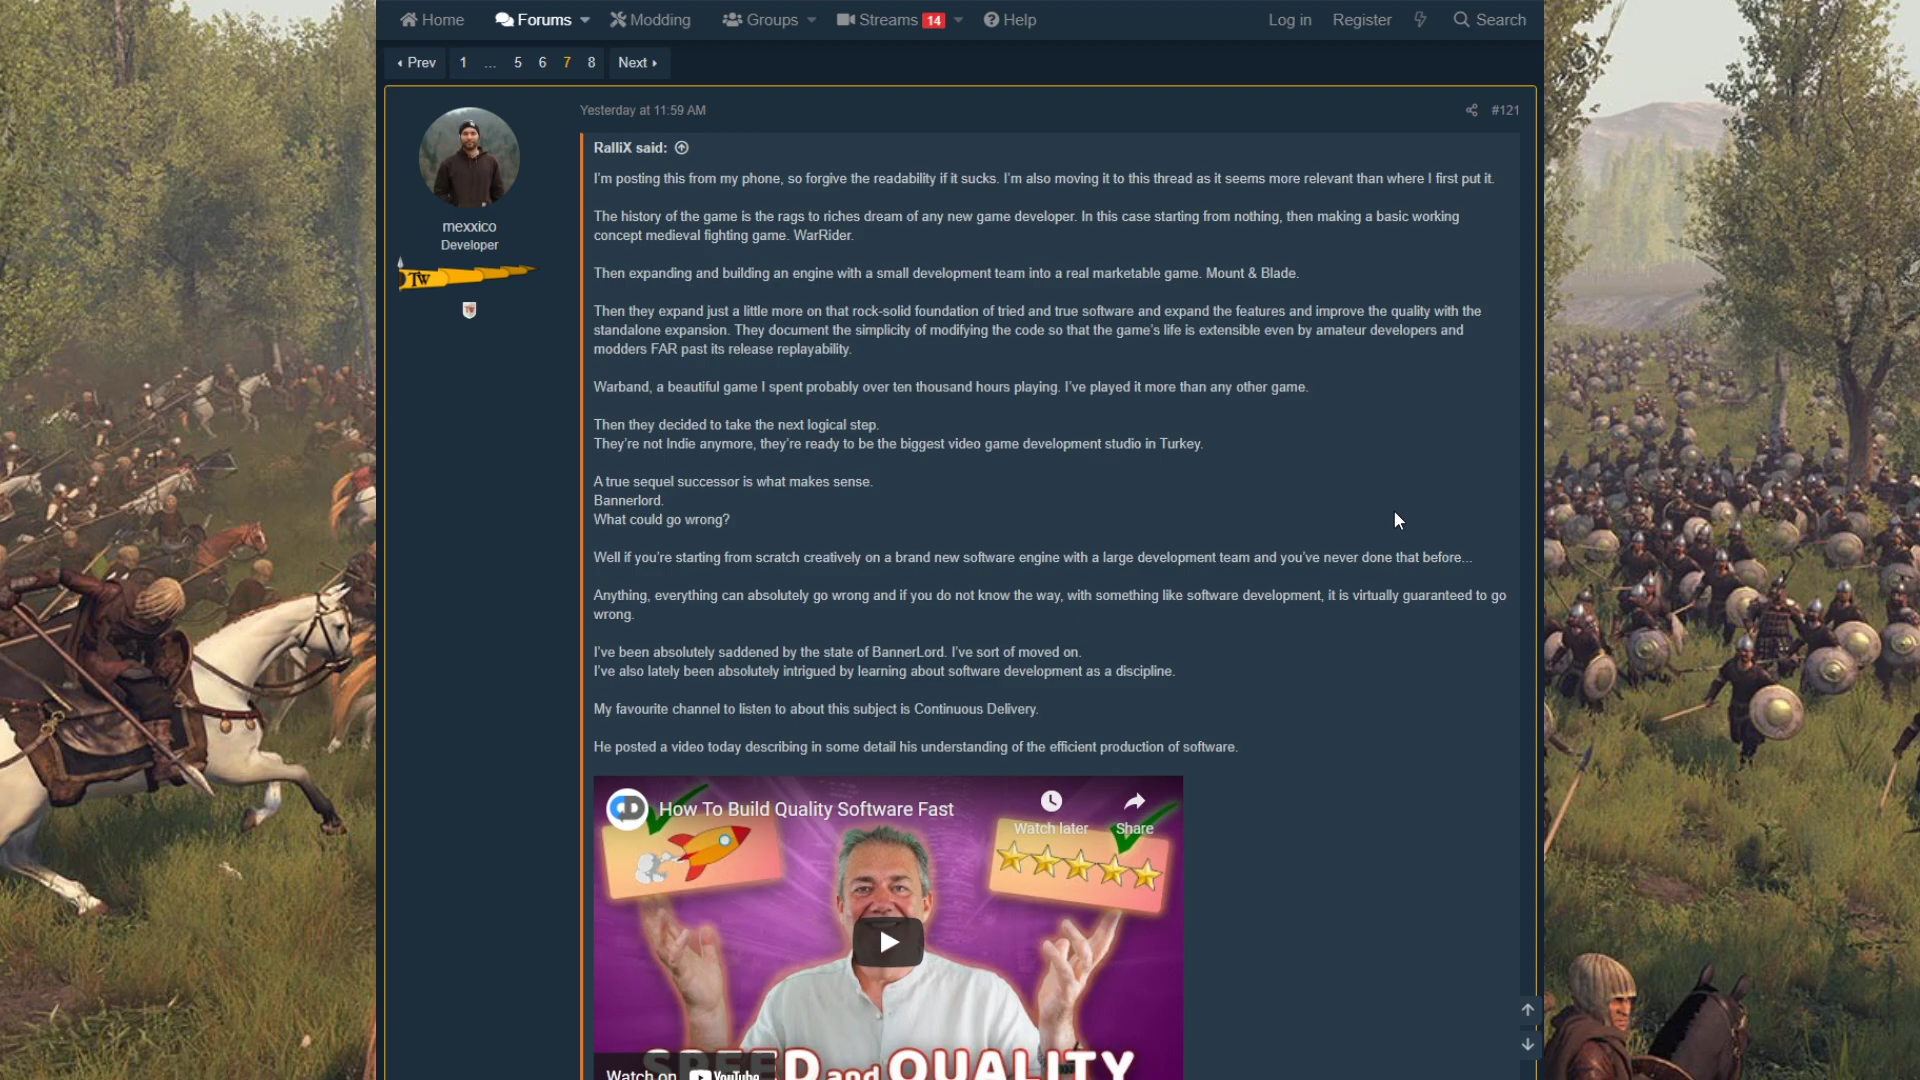 Home Forums Modding Groups Streams 14 Help Log in Register Search
Prev 1 ... 5 6 7 8 Next
Yesterday at 11:59 AM #121
mexxico
Developer
TW
RalliX said:
I'm posting this from my phone, so forgive the readability if it sucks. I'm also moving it to this thread as it seems more relevant than where I first put it.
The history of the game is the rags to riches dream of any new game developer. In this case starting from nothing, then making a basic working
concept medieval fighting game. WarRider.
Then expanding and building an engine with a small development team into a real marketable game. Mount & Blade.
Then they expand just a little more on that rock-solid foundation of tried and true software and expand the features and improve the quality with the
standalone expansion. They document the simplicity of modifying the code so that the game's life is extensible even by amateur developers and
modders FAR past its release replayability.
Warband, a beautiful game I spent probably over ten thousand hours playing. I've played it more than any other game.
Then they decided to take the next logical step.
They're not Indie anymore, they're ready to be the biggest video game development studio in Turkey.
A true sequel successor is what makes sense.
Bannerlord.
What could go wrong?
Well if you're starting from scratch creatively on a brand new software engine with a large development team and you've never done that before...
Anything, everything can absolutely go wrong and if you do not know the way, with something like software development, it is virtually guaranteed to go
wrong.
I've been absolutely saddened by the state of BannerLord. I've sort of moved on.
I've also lately been absolutely intrigued by learning about software development as a discipline.
My favourite channel to listen to about this subject is Continuous Delivery.
He posted a video today describing in some detail his understanding of the efficient production of software.
How To Build Quality Software Fast
Watch later Share
SPEED and QUALITY
Watch on YouTube